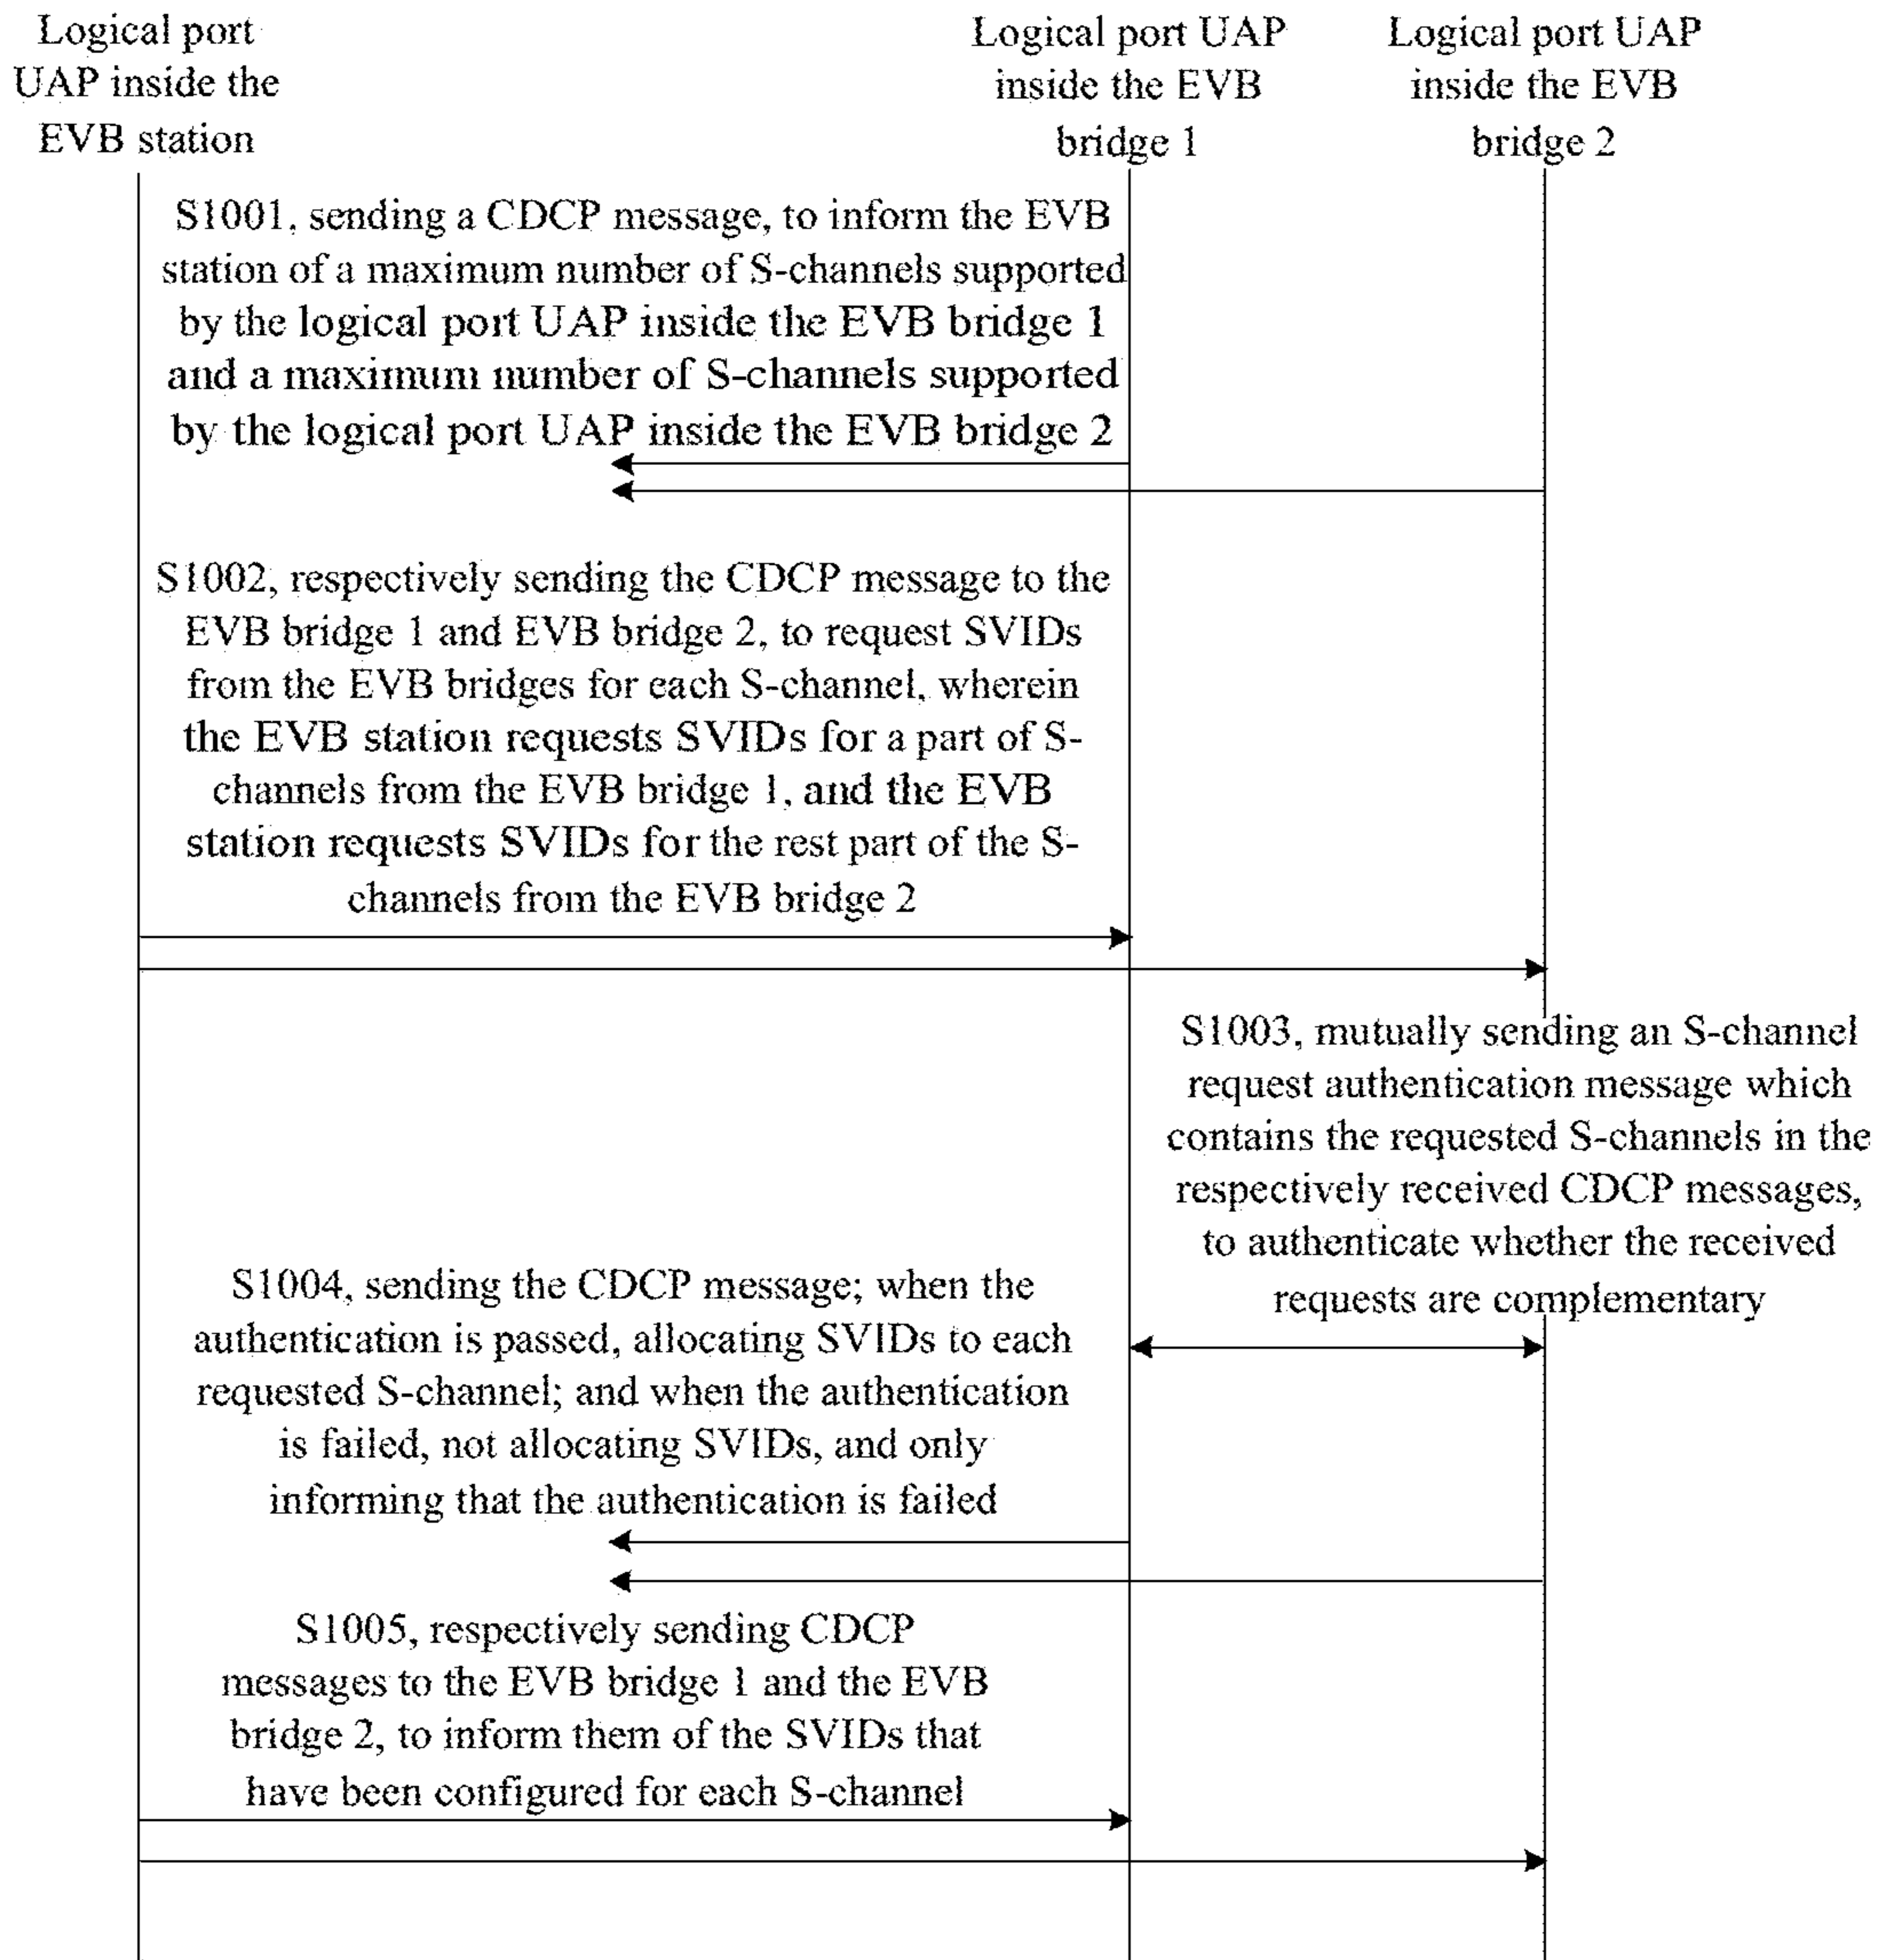 Logical port
UAP inside the
EVB station
Logical port UAP
inside the EVB
bridge 1
Logical port UAP
inside the EVB
bridge 2
S1001, sending a CDCP message, to inform the EVB
station of a maximum number of S-channels supported
by the logical port UAP inside the EVB bridge 1
and a maximum number of S-channels supported
by the logical port UAP inside the EVB bridge 2
S1002, respectively sending the CDCP message to the
EVB bridge 1 and EVB bridge 2, to request SVIDs
from the EVB bridges for each S-channel, wherein
the EVB station requests SVIDs for a part of S-
channels from the EVB bridge 1, and the EVB
station requests SVIDs for the rest part of the S-
channels from the EVB bridge 2
S1003, mutually sending an S-channel
request authentication message which
contains the requested S-channels in the
respectively received CDCP messages,
to authenticate whether the received
requests are complementary
S1004, sending the CDCP message; when the
authentication is passed, allocating SVIDs to each
requested S-channel; and when the authentication
is failed, not allocating SVIDs, and only
informing that the authentication is failed
S1005, respectively sending CDCP
messages to the EVB bridge 1 and the EVB
bridge 2, to inform them of the SVIDs that
have been configured for each S-channel